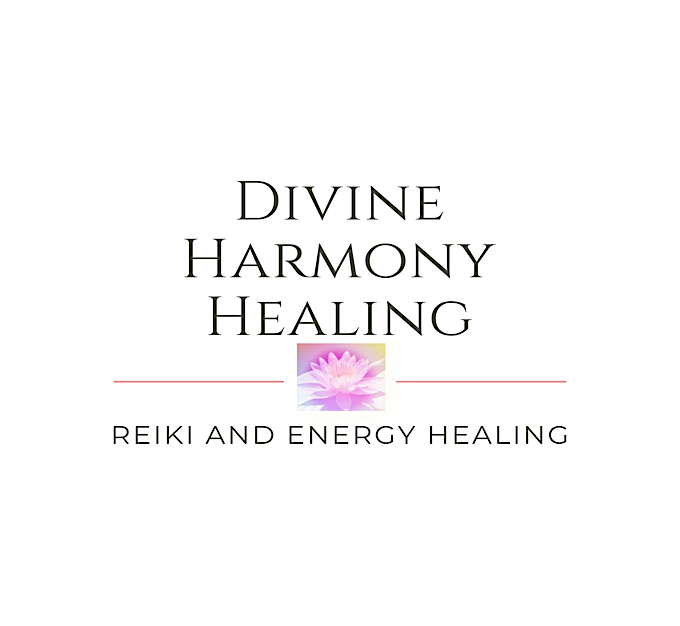 Divine
Harmony
Healing
REIKI AND ENERGY HEALING